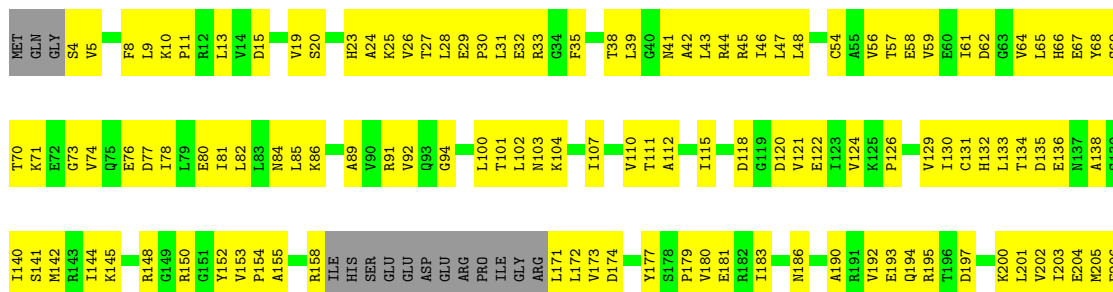 MET GLN GLY S4 V5 F8 L9 K10 P11 R12 L13 V14 D15 V19 S20 H23 A24 K25 V26 T27 L28 E29 P30 L31 E32 R33 G34 F35 T38 L39 G40 N41 A42 L43 R44 R45 I46 L47 L48 C54 A55 V56 T57 E58 V59 E60 I61 D62 G63 V64 L65 H66 E67 Y68
T70 K71 E72 G73 V74 Q75 E76 D77 I78 L79 E80 I81 L82 L83 N84 L85 K86 A89 V90 R91 V92 Q93 G94 L100 T101 L102 N103 K104 I107 V110 T111 A112 I115 D118 G119 D120 V121 E122 I123 V124 K125 P126 V129 I130 C131 H132 L133 T134 D135 E136 N137 A138
I140 S141 M142 R143 I144 K145 R148 G149 R150 G151 Y152 V153 P154 A155 R158 ILE HIS SER GLU GLU ASP GLU ARG PRO ILE GLY ARG L171 L172 V173 D174 Y177 S178 P179 V180 E181 R182 I183 N186 A190 R191 V192 E193 Q194 R195 T196 D197 K200 L201 V202 I203 E204 M205